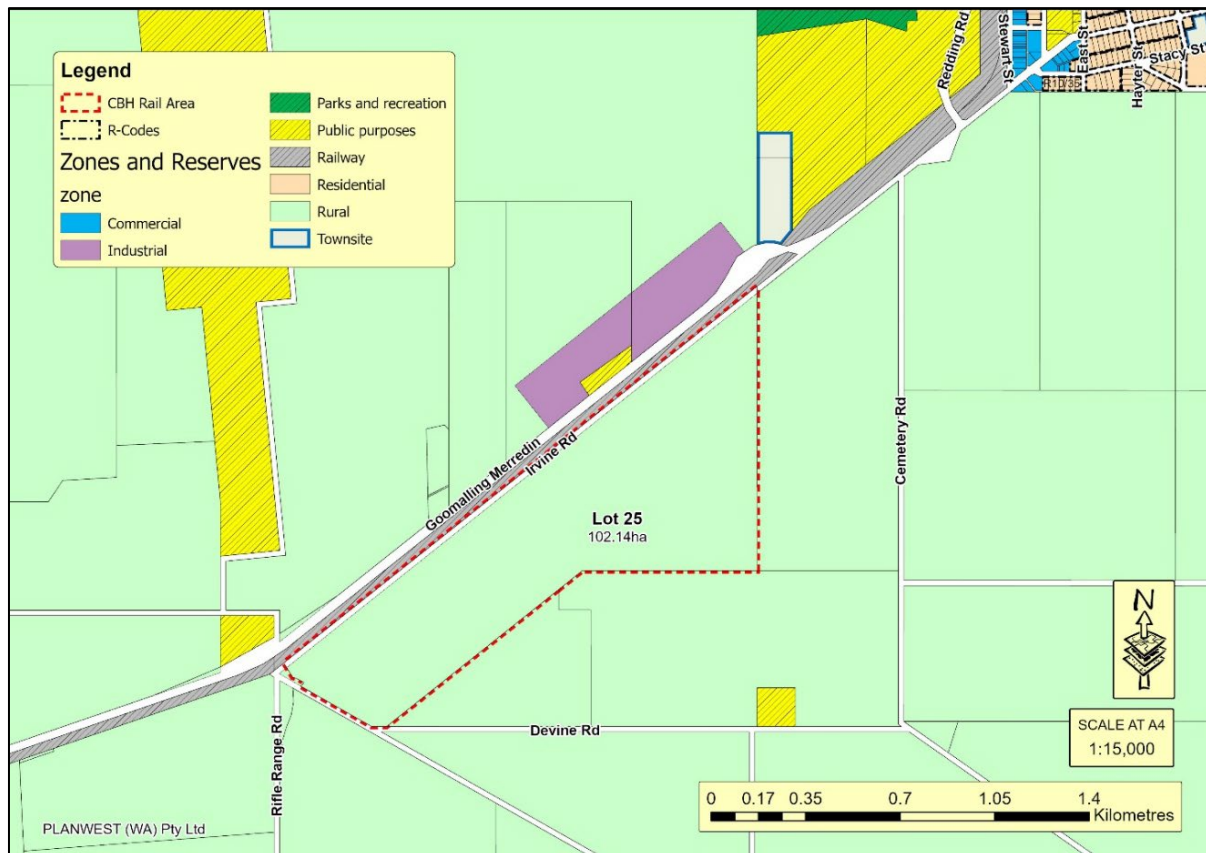 Legend
CBH Rail Area
R-Codes
Zones and Reserves
zone
Commercial
Industrial
Parks and recreation
Public purposes
Railway
Residential
Rural
Townsite
Redding Rd
Stewart St
East St
Stacy St
Hayter St
R10/35
Goomalling Merredin
Irvine Rd
Cemetery Rd
Lot 25
102.14ha
Devine Rd
Rifle Range Rd
N
SCALE AT A4
1:15,000
0 0.17 0.35 0.7 1.05 1.4
Kilometres
PLANWEST (WA) Pty Ltd